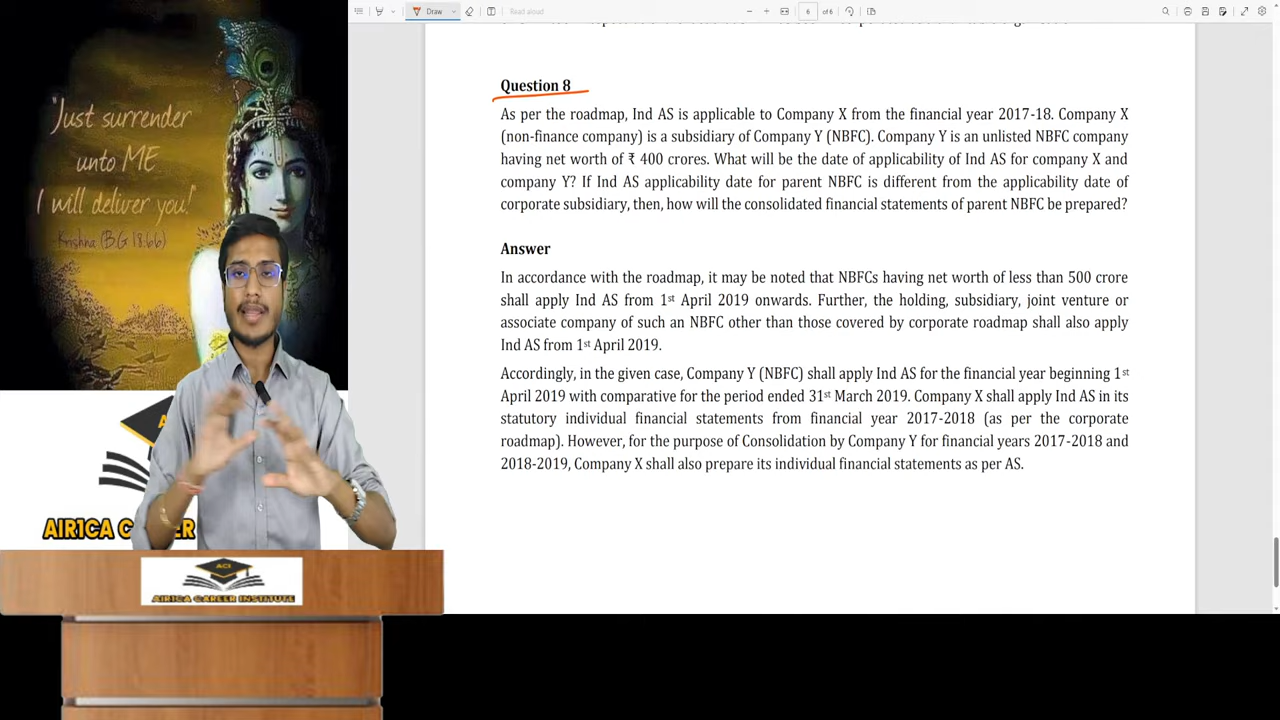 "Just surrender
unto ME
I will deliver you!"
Krishna (BG 18:66)
Draw
Read aloud
6
of 6
Question 8
As per the roadmap, Ind AS is applicable to Company X from the financial year 2017-18. Company X
(non-finance company) is a subsidiary of Company Y (NBFC). Company Y is an unlisted NBFC company
having net worth of ₹ 400 crores. What will be the date of applicability of Ind AS for company X and
company Y? If Ind AS applicability date for parent NBFC is different from the applicability date of
corporate subsidiary, then, how will the consolidated financial statements of parent NBFC be prepared?
Answer
In accordance with the roadmap, it may be noted that NBFCs having net worth of less than 500 crore
shall apply Ind AS from 1st April 2019 onwards. Further, the holding, subsidiary, joint venture or
associate company of such an NBFC other than those covered by corporate roadmap shall also apply
Ind AS from 1st April 2019.
Accordingly, in the given case, Company Y (NBFC) shall apply Ind AS for the financial year beginning 1st
April 2019 with comparative for the period ended 31st March 2019. Company X shall apply Ind AS in its
statutory individual financial statements from financial year 2017-2018 (as per the corporate
roadmap). However, for the purpose of Consolidation by Company Y for financial years 2017-2018 and
2018-2019, Company X shall also prepare its individual financial statements as per AS.
AIR1CA C ER
ACI
AIR1CA CAREER INSTITUTE